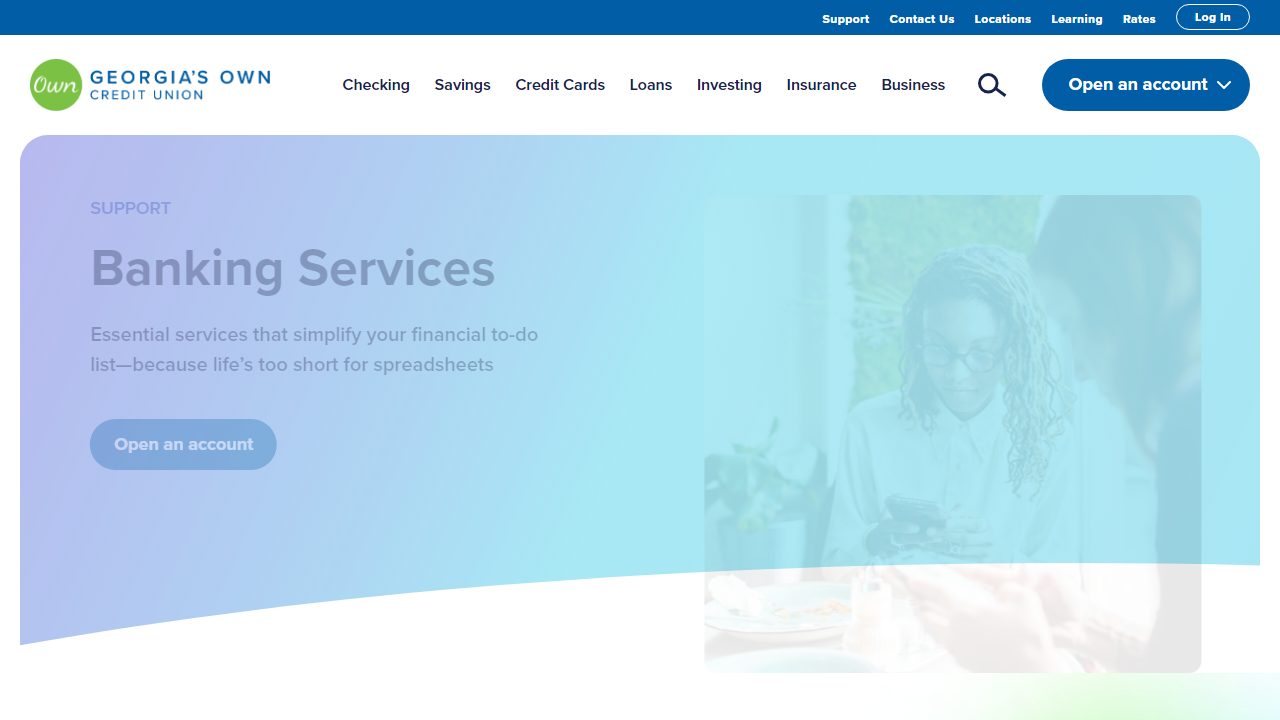 Support Contact Us Locations Learning Rates Log In
Own GEORGIA'S OWN
CREDIT UNION
Checking Savings Credit Cards Loans Investing Insurance Business Open an account
SUPPORT
Banking Services
Essential services that simplify your financial to-do
list—because life's too short for spreadsheets
Open an account